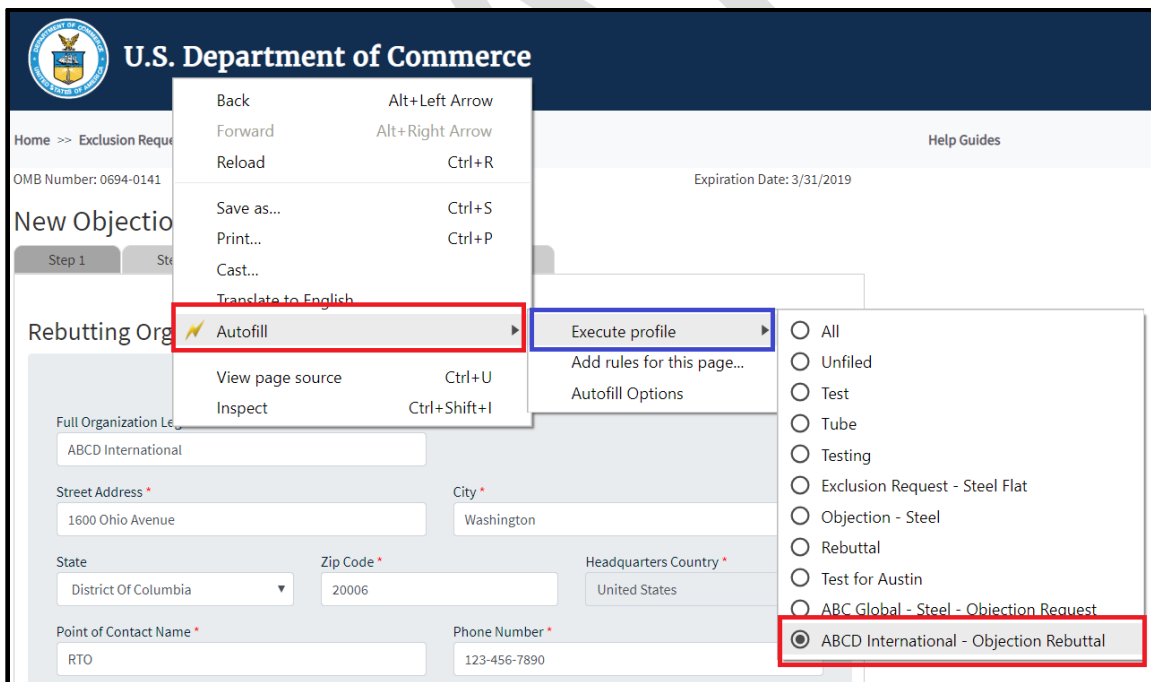 U.S. Department of Commerce
Back Alt+Left Arrow
Forward Alt+Right Arrow
Reload Ctrl+R
Save as... Ctrl+S
Print... Ctrl+P
Cast...
Translate to English
Autofill
View page source Ctrl+U
Inspect Ctrl+Shift+I
Execute profile
Add rules for this page...
Autofill Options
All
Unfiled
Test
Tube
Testing
Exclusion Request - Steel Flat
Objection - Steel
Rebuttal
Test for Austin
ABC Global - Steel - Objection Request
ABCD International - Objection Rebuttal
Home >> Exclusion Reque
Help Guides
OMB Number: 0694-0141
Expiration Date: 3/31/2019
New Objectio
Step 1 Ste
Rebutting Org
Full Organization Leg
ABCD International
Street Address * City *
1600 Ohio Avenue Washington
State Zip Code * Headquarters Country *
District Of Columbia 20006 United States
Point of Contact Name * Phone Number *
RTO 123-456-7890